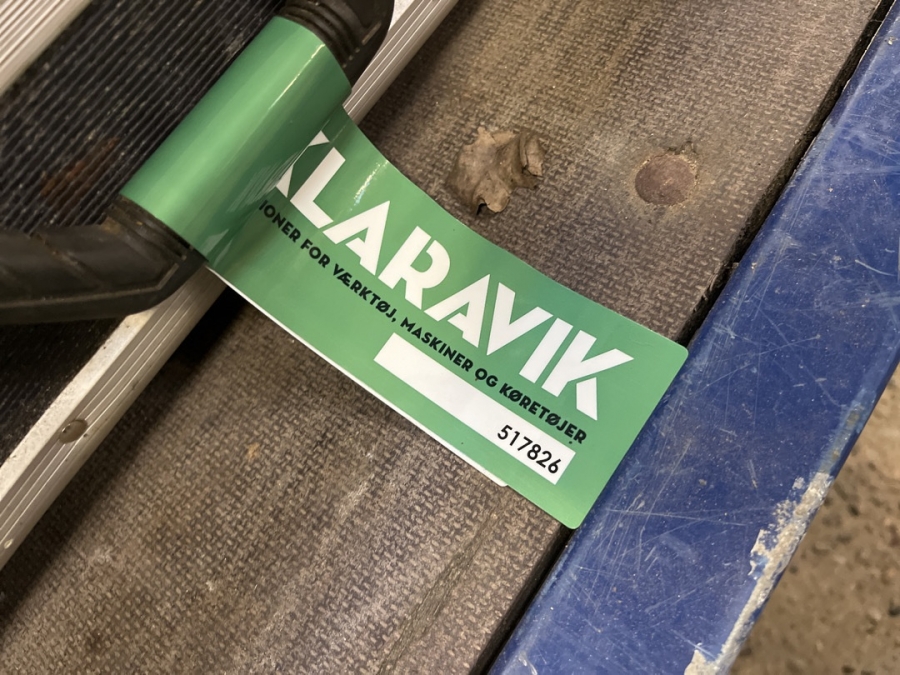 KLARAVIK
IONER FOR VÆRKTØJ, MASKINER OG KØRETØJER
517826